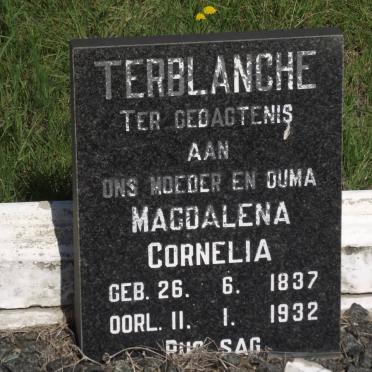 TERBLANCHE
TER GEDAGTENIS
AAN
ONS MOEDER EN OUMA
MAGDALENA
CORNELIA
GEB. 26. 6. 1837
OORL. 11. 1. 1932
RUS SAG